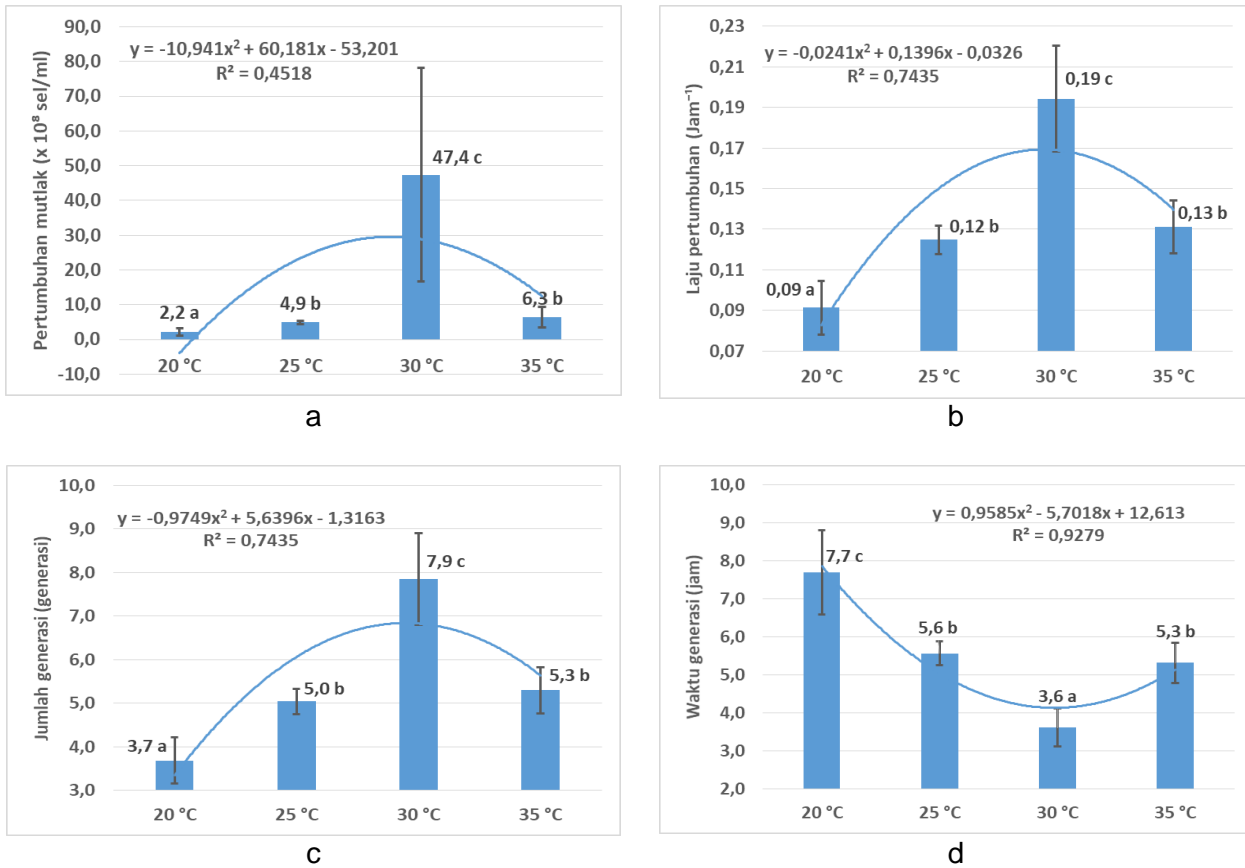 Pertumbuhan mutlak (x 10⁸ sel/ml)
90,0
80,0
70,0
60,0
50,0
40,0
30,0
20,0
10,0
0,0
-10,0
y = -10,941x² + 60,181x - 53,201
R² = 0,4518
2,2 a
4,9 b
47,4 c
6,3 b
20 °C
25 °C
30 °C
35 °C
a
Laju pertumbuhan (Jam⁻¹)
0,23
0,21
0,19
0,17
0,15
0,13
0,11
0,09
0,07
y = -0,0241x² + 0,1396x - 0,0326
R² = 0,7435
0,09 a
0,12 b
0,19 c
0,13 b
20 °C
25 °C
30 °C
35 °C
b
Jumlah generasi (generasi)
10,0
9,0
8,0
7,0
6,0
5,0
4,0
3,0
y = -0,9749x² + 5,6396x - 1,3163
R² = 0,7435
3,7 a
5,0 b
7,9 c
5,3 b
20 °C
25 °C
30 °C
35 °C
c
Waktu generasi (jam)
10,0
9,0
8,0
7,0
6,0
5,0
4,0
3,0
2,0
y = 0,9585x² - 5,7018x + 12,613
R² = 0,9279
7,7 c
5,6 b
3,6 a
5,3 b
20 °C
25 °C
30 °C
35 °C
d